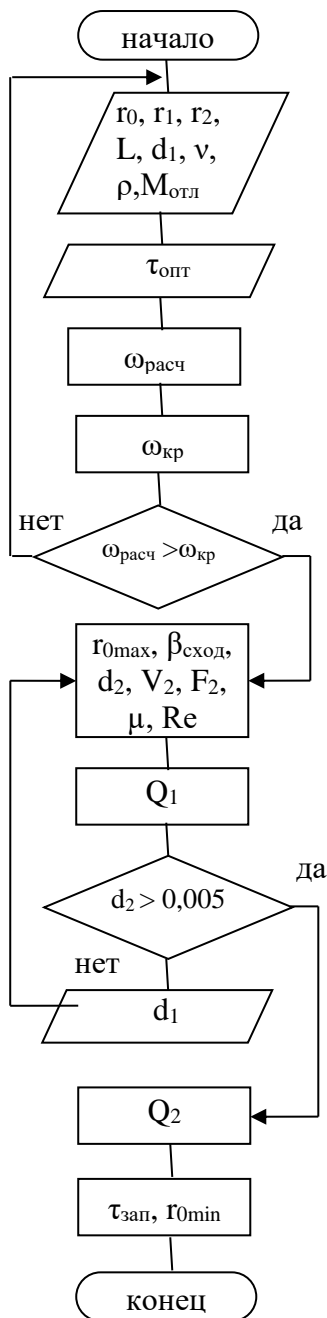 начало
r₀, r₁, r₂,
L, d₁, ν,
ρ,Mотл
τопт
ωрасч
ωкр
нет
да
ωрасч >ωкр
r₀max, βсход,
d₂, V₂, F₂,
μ, Re
Q₁
да
d₂ > 0,005
нет
d₁
Q₂
τзап, r₀min
конец